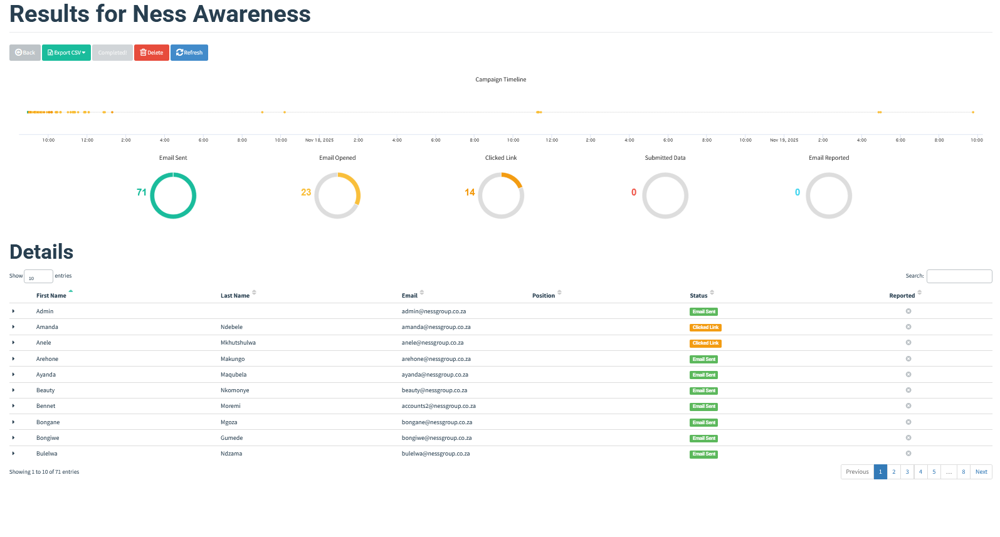 Results for Ness Awareness
Back Export CSV Completed! Delete Refresh
Campaign Timeline
10:00 12:00 2:00 4:00 6:00 8:00 10:00 Nov 18, 2025 2:00 4:00 6:00 8:00 10:00 12:00 2:00 4:00 6:00 8:00 10:00 Nov 19, 2025 2:00 4:00 6:00 8:00 10:00
Email Sent Email Opened Clicked Link Submitted Data Email Reported
71 23 14 0 0
Details
Show 10 entries Search:
First Name Last Name Email Position Status Reported
Admin admin@nessgroup.co.za Email Sent
Amanda Ndebele amanda@nessgroup.co.za Clicked Link
Anele Mkhutshulwa anele@nessgroup.co.za Clicked Link
Arehone Makungo arehone@nessgroup.co.za Email Sent
Ayanda Maqubela ayanda@nessgroup.co.za Email Sent
Beauty Nkomonye beauty@nessgroup.co.za Email Sent
Bennet Moremi accounts2@nessgroup.co.za Email Sent
Bongane Mgoza bongane@nessgroup.co.za Email Sent
Bongiwe Gumede bongiwe@nessgroup.co.za Email Sent
Bulelwa Ndzama bulelwa@nessgroup.co.za Email Sent
Showing 1 to 10 of 71 entries Previous 1 2 3 4 5 … 8 Next